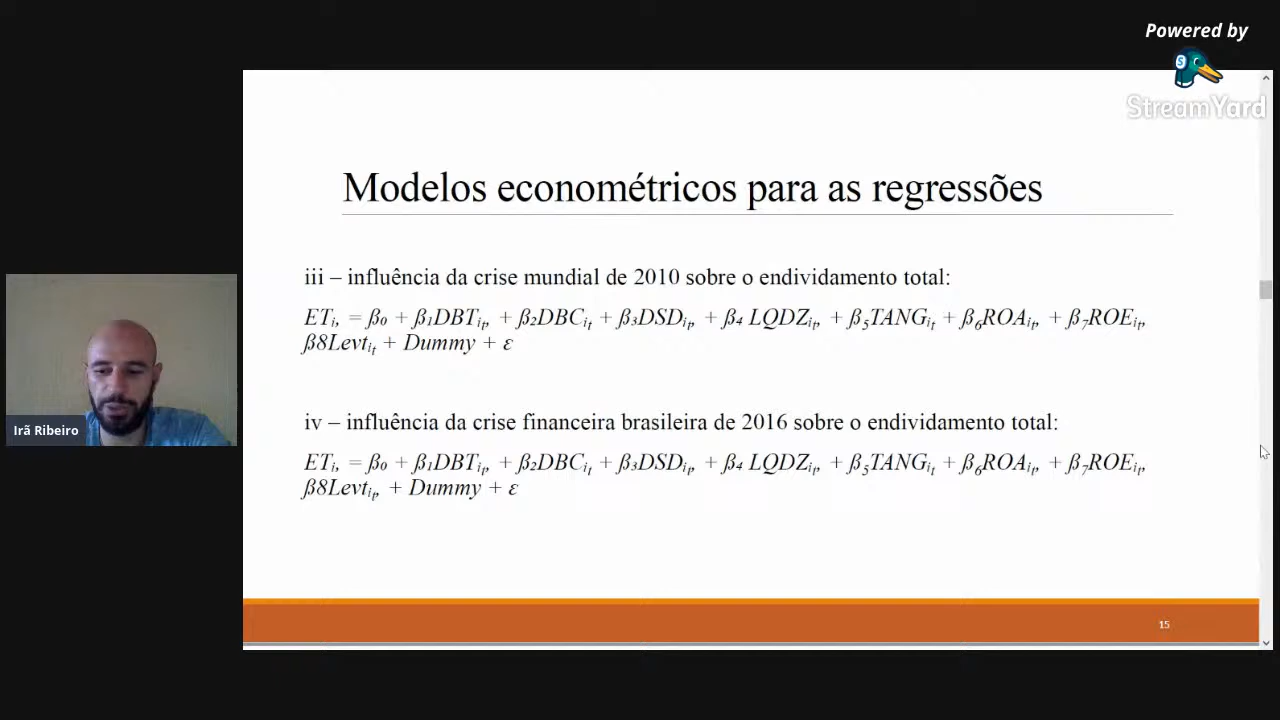 Powered by
StreamYard
Modelos econométricos para as regressões
iii – influência da crise mundial de 2010 sobre o endividamento total:
ETi, = β₀ + β₁DBTit, + β₂DBCit + β₃DSDit, + β₄ LQDZit, + β₅TANGit + β₆ROAit, + β₇ROEit,
β8Levtit + Dummy + ε
iv – influência da crise financeira brasileira de 2016 sobre o endividamento total:
ETi, = β₀ + β₁DBTit, + β₂DBCit + β₃DSDit, + β₄ LQDZit, + β₅TANGit + β₆ROAit, + β₇ROEit,
β8Levtit, + Dummy + ε
Irã Ribeiro
15